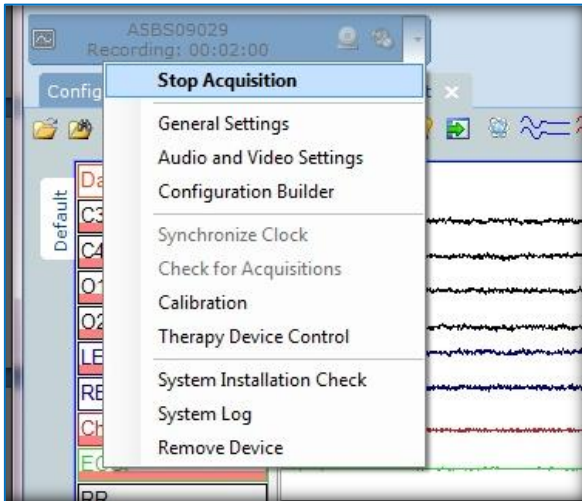 ASBS09029
Recording: 00:02:00
Config
Stop Acquisition
General Settings
Audio and Video Settings
Configuration Builder
Synchronize Clock
Check for Acquisitions
Calibration
Therapy Device Control
System Installation Check
System Log
Remove Device
Default
Da
C3
C4
O1
O2
LE
RE
Ch